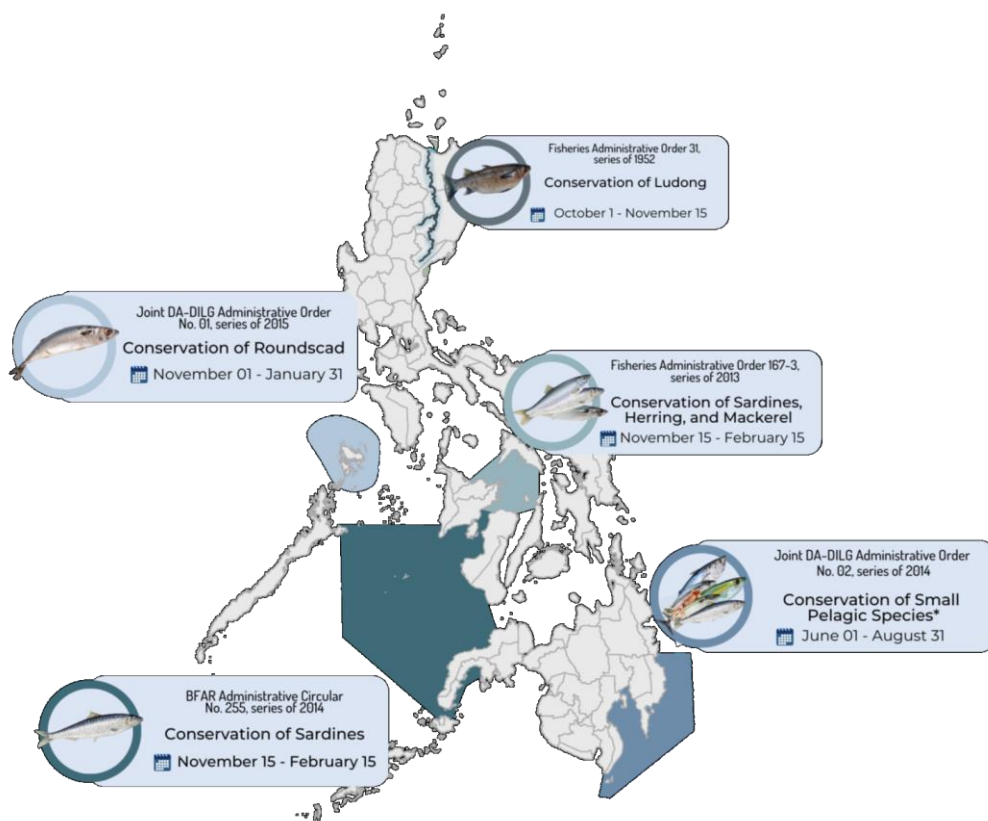 Fisheries Administrative Order 31,
series of 1952
Conservation of Ludong
October 1 - November 15
Joint DA-DILG Administrative Order
No. 01, series of 2015
Conservation of Roundscad
November 01 - January 31
Fisheries Administrative Order 167-3,
series of 2013
Conservation of Sardines,
Herring, and Mackerel
November 15 - February 15
Joint DA-DILG Administrative Order
No. 02, series of 2014
Conservation of Small
Pelagic Species*
June 01 - August 31
BFAR Administrative Circular
No. 255, series of 2014
Conservation of Sardines
November 15 - February 15